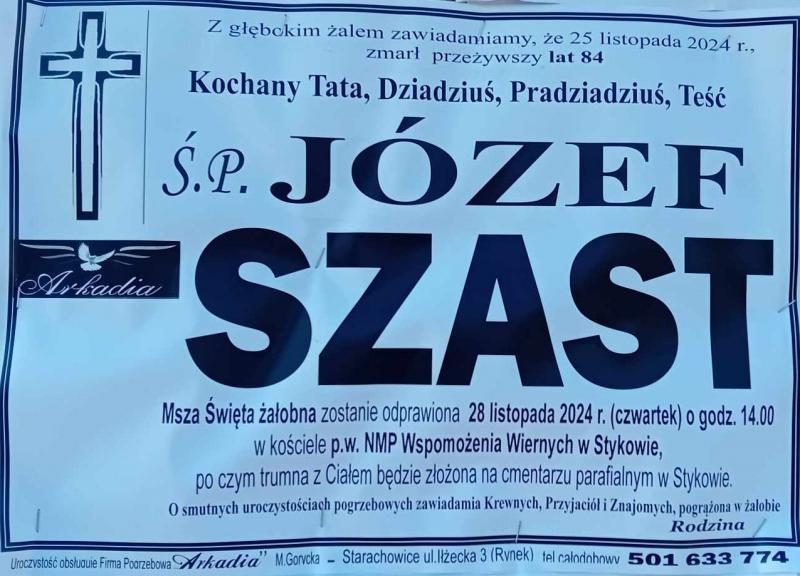 Z głębokim żalem zawiadamiamy, że 25 listopada 2024 r.,
zmarł przeżywszy lat 84
Kochany Tata, Dziadziuś, Pradziadziuś, Teść
Ś.P. JÓZEF
Arkadia
SZAST
Msza Święta żałobna zostanie odprawiona 28 listopada 2024 r. (czwartek) o godz. 14.00
w kościele p.w. NMP Wspomożenia Wiernych w Stykowie,
po czym trumna z Ciałem będzie złożona na cmentarzu parafialnym w Stykowie.
O smutnych uroczystościach pogrzebowych zawiadamia Krewnych, Przyjaciół i Znajomych, pogrążona w żałobie
Rodzina
Uroczystość obsługuje Firma Pogrzebowa "Arkadia" M.Gorycka – Starachowice ul.Iłżecka 3 (Rynek) tel.całodobowy 501 633 774